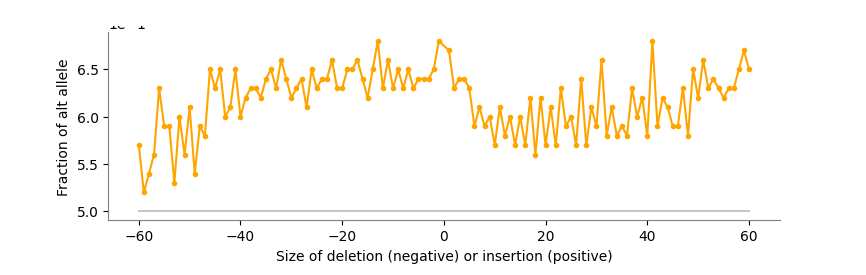 6.5
6.0
5.5
5.0
Fraction of alt allele
−60 −40 −20 0 20 40 60
Size of deletion (negative) or insertion (positive)